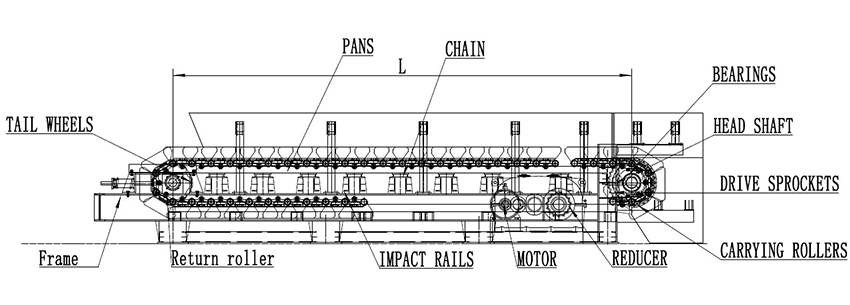 PANS
CHAIN
L
BEARINGS
TAIL WHEELS
HEAD SHAFT
DRIVE SPROCKETS
CARRYING ROLLERS
Frame
Return roller
IMPACT RAILS
MOTOR
REDUCER